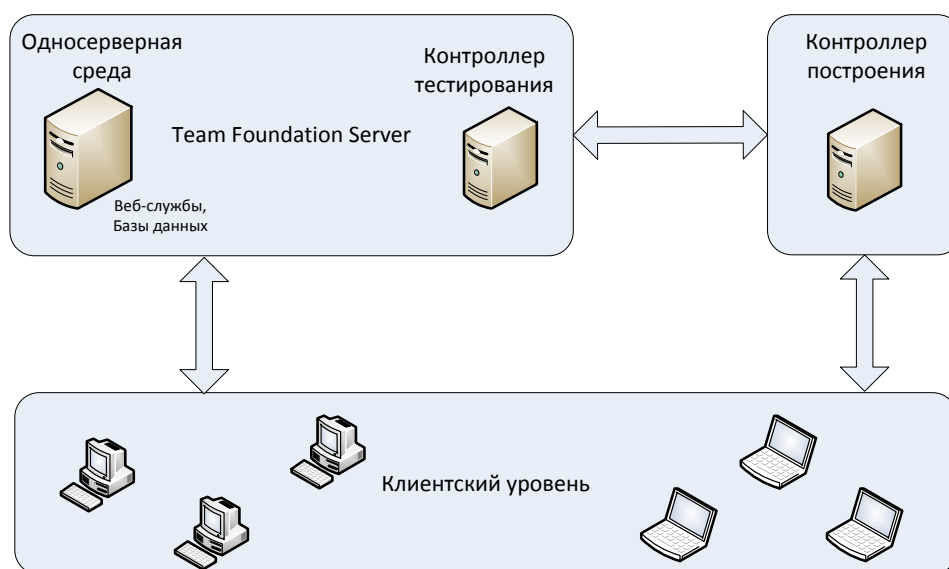 Односерверная
среда
Контроллер
тестирования
Team Foundation Server
Веб-службы,
Базы данных
Контроллер
построения
Клиентский уровень